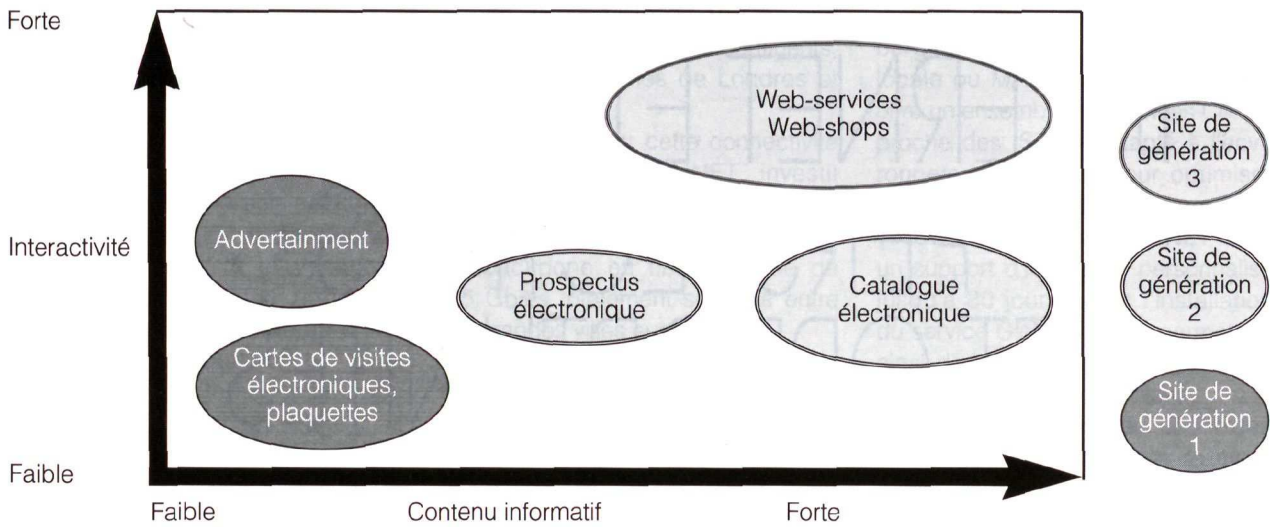 Forte
Web-services
Web-shops
Site de
génération
3
Advertainment
Interactivité
Prospectus
électronique
Catalogue
électronique
Site de
génération
2
Cartes de visites
électroniques,
plaquettes
Site de
génération
1
Faible
Faible
Contenu informatif
Forte